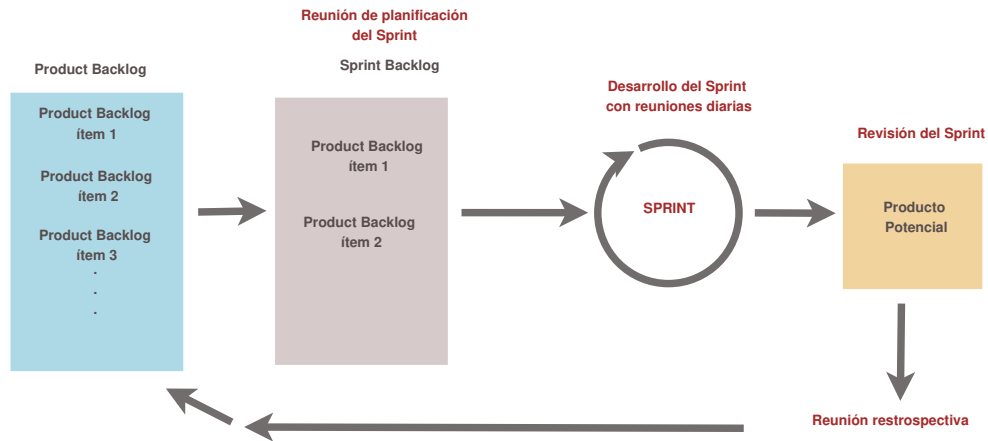 Reunión de planificación
del Sprint
Product Backlog
Sprint Backlog
Product Backlog
ítem 1
Product Backlog
ítem 2
Product Backlog
ítem 3
.
.
.
Product Backlog
ítem 1
Product Backlog
ítem 2
Desarrollo del Sprint
con reuniones diarias
SPRINT
Revisión del Sprint
Producto
Potencial
Reunión restrospectiva